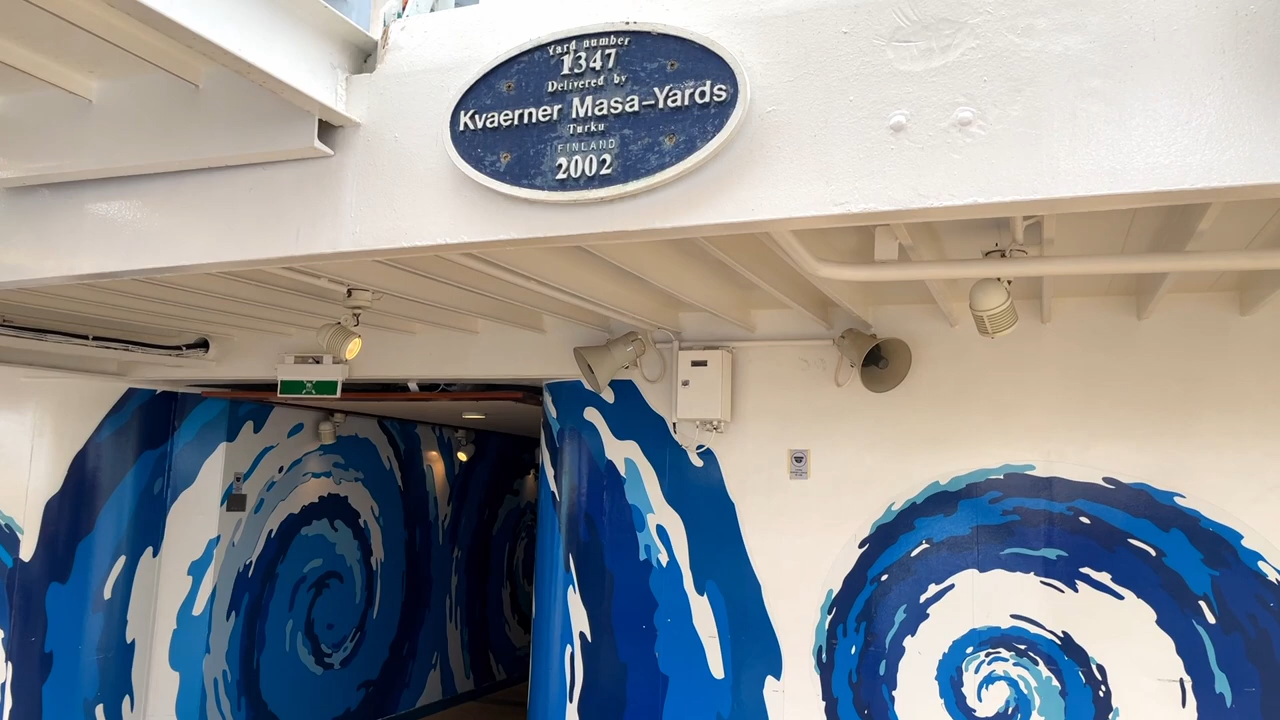 Yard number
1347
Delivered by
Kvaerner Masa-Yards
Turku
FINLAND
2002